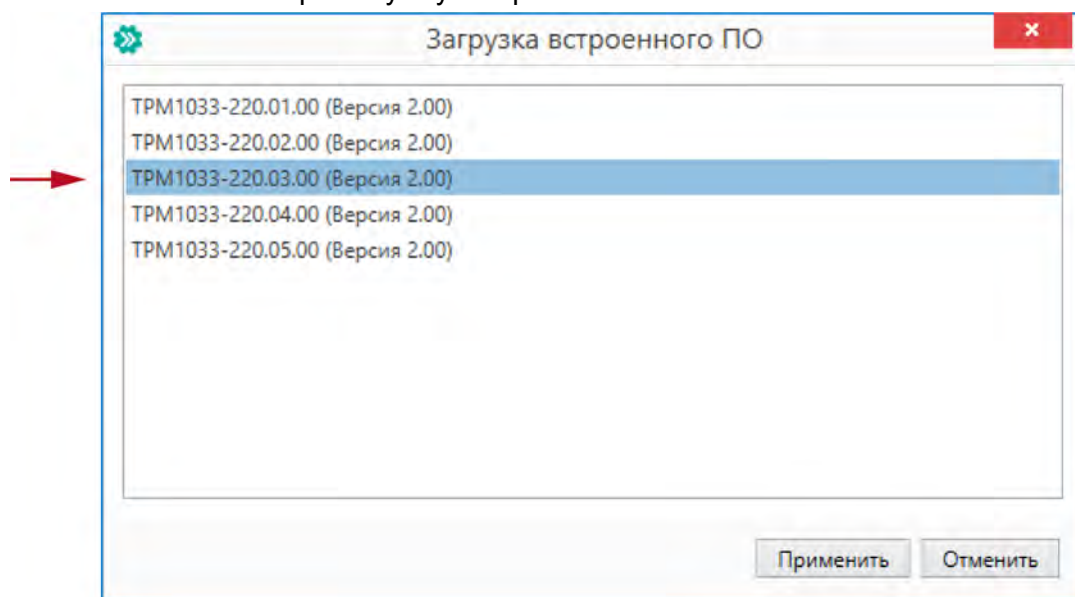 Загрузка встроенного ПО
ТРМ1033-220.01.00 (Версия 2.00)
ТРМ1033-220.02.00 (Версия 2.00)
ТРМ1033-220.03.00 (Версия 2.00)
ТРМ1033-220.04.00 (Версия 2.00)
ТРМ1033-220.05.00 (Версия 2.00)
Применить Отменить